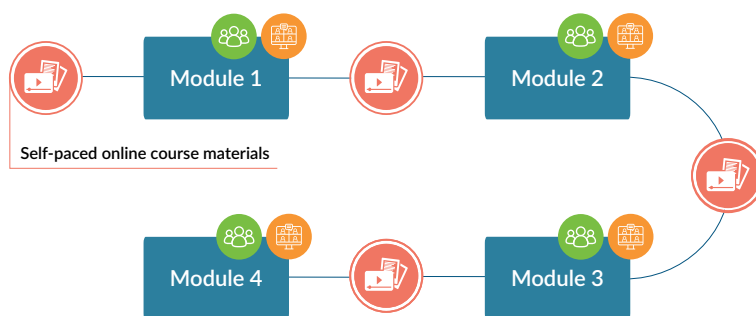 Module 1
Module 2
Self-paced online course materials
Module 4
Module 3